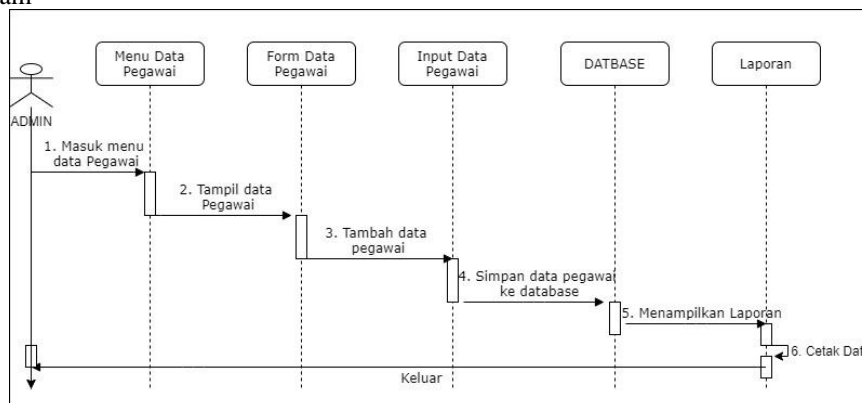 Menu Data
Pegawai
Form Data
Pegawai
Input Data
Pegawai
DATBASE
Laporan
ADMIN
1. Masuk menu
data Pegawai
2. Tampil data
Pegawai
3. Tambah data
pegawai
4. Simpan data pegawai
ke database
5. Menampilkan Laporan
6. Cetak Dat
Keluar